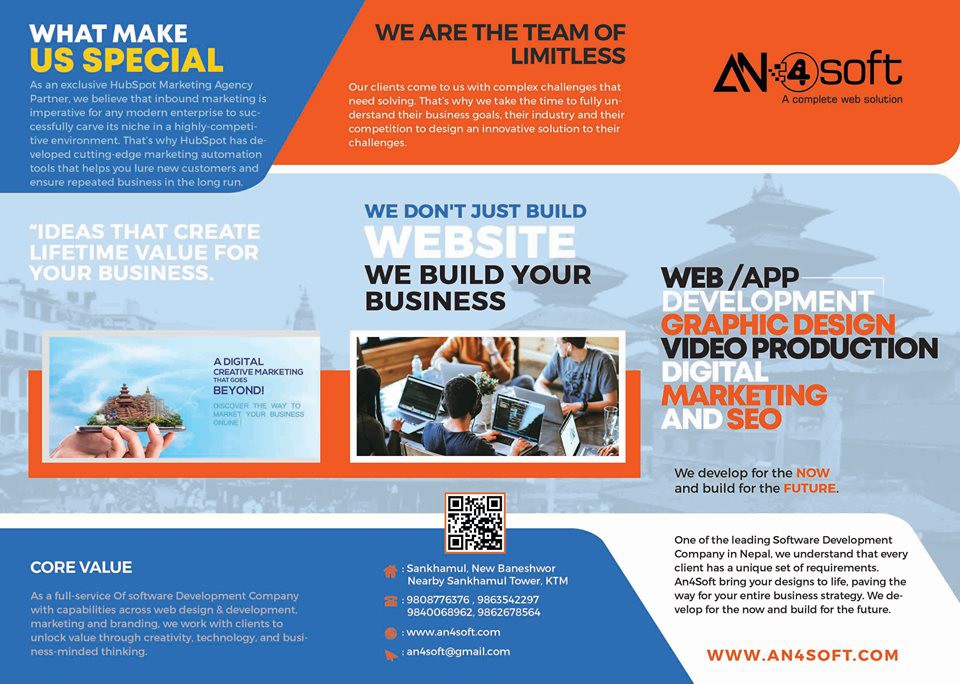 WHAT MAKE
US SPECIAL
As an exclusive HubSpot Marketing Agency
Partner, we believe that inbound marketing is
imperative for any modern enterprise to suc-
cessfully carve its niche in a highly-competi-
tive environment. That's why HubSpot has de-
veloped cutting-edge marketing automation
tools that helps you lure new customers and
ensure repeated business in the long run.
"IDEAS THAT CREATE
LIFETIME VALUE FOR
YOUR BUSINESS.
A DIGITAL
CREATIVE MARKETING
THAT GOES
BEYOND!
DISCOVER THE WAY TO
MARKET YOUR BUSINESS
ONLINE !
CORE VALUE
As a full-service Of software Development Company
with capabilities across web design & development,
marketing and branding, we work with clients to
unlock value through creativity, technology, and busi-
ness-minded thinking.
WE ARE THE TEAM OF
LIMITLESS
Our clients come to us with complex challenges that
need solving. That's why we take the time to fully un-
derstand their business goals, their industry and their
competition to design an innovative solution to their
challenges.
WE DON'T JUST BUILD
WEBSITE
WE BUILD YOUR
BUSINESS
: Sankhamul, New Baneshwor
Nearby Sankhamul Tower, KTM
: 9808776376 , 9863542297
9840068962, 9862678564
: www.an4soft.com
: an4soft@gmail.com
AN4soft
A complete web solution
WEB /APP
DEVELOPMENT
GRAPHIC DESIGN
VIDEO PRODUCTION
DIGITAL
MARKETING
AND SEO
We develop for the NOW
and build for the FUTURE.
One of the leading Software Development
Company in Nepal, we understand that every
client has a unique set of requirements.
An4Soft bring your designs to life, paving the
way for your entire business strategy. We de-
velop for the now and build for the future.
WWW.AN4SOFT.COM